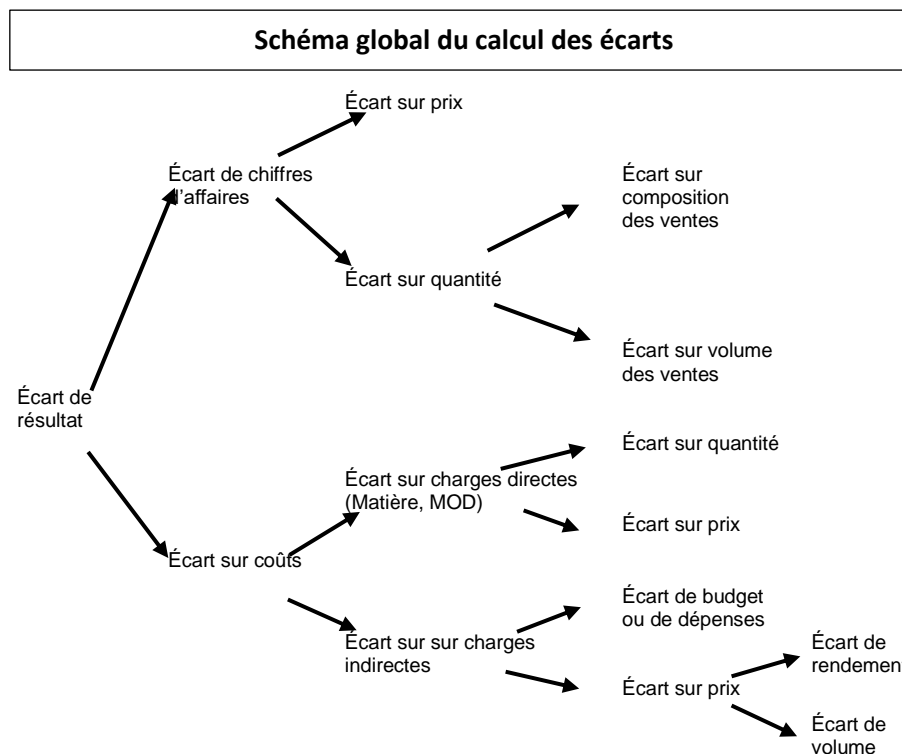 Schéma global du calcul des écarts
Écart sur prix
Écart de chiffres
d'affaires
Écart sur
composition
des ventes
Écart sur quantité
Écart sur volume
des ventes
Écart de
résultat
Écart sur quantité
Écart sur charges directes
(Matière, MOD)
Écart sur prix
Écart sur coûts
Écart de budget
ou de dépenses
Écart sur sur charges
indirectes
Écart sur prix
Écart de
rendement
Écart de
volume